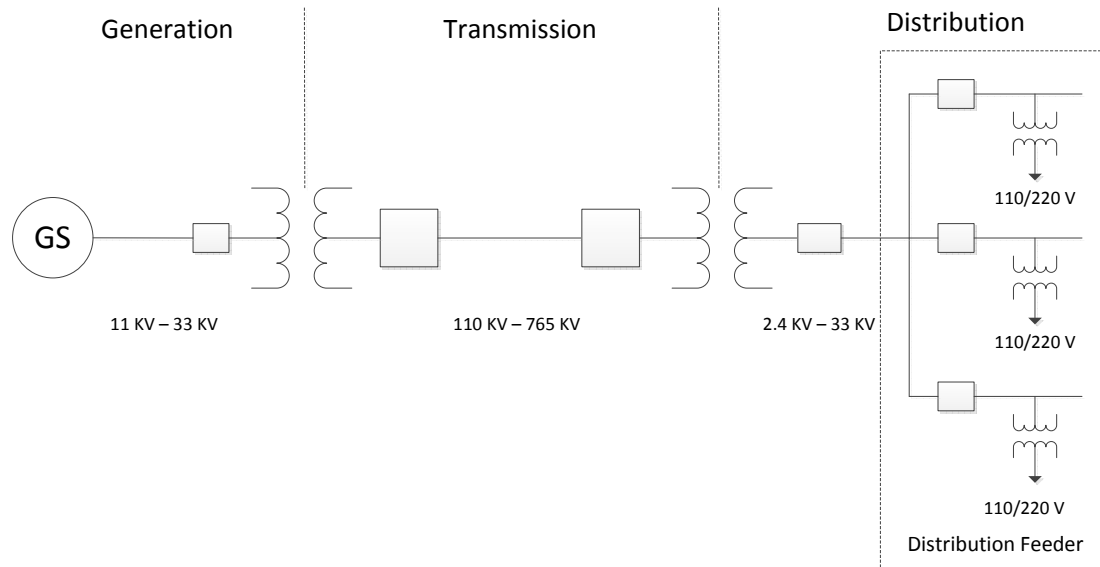 Generation
Transmission
Distribution
GS
11 KV – 33 KV
110 KV – 765 KV
2.4 KV – 33 KV
110/220 V
110/220 V
110/220 V
Distribution Feeder